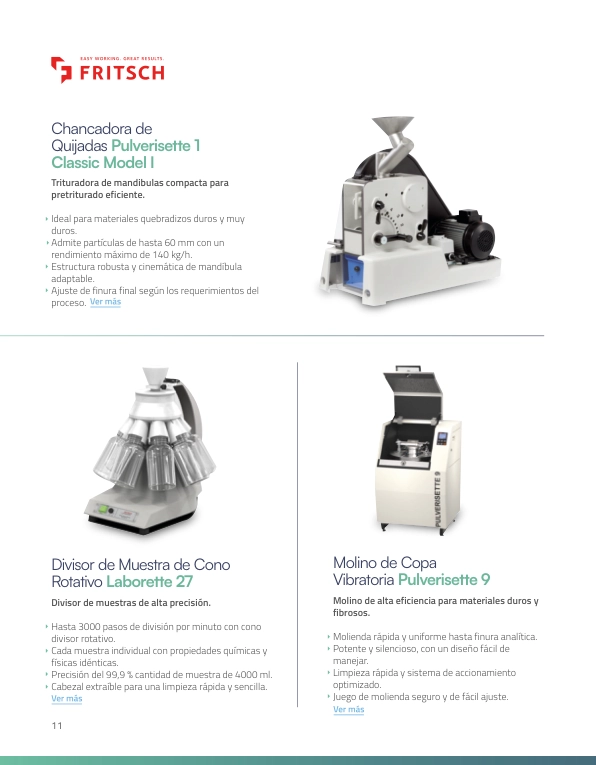 EASY WORKING. GREAT RESULTS.
FRITSCH
Chancadora de
Quijadas Pulverisette 1
Classic Model I
Trituradora de mandibulas compacta para
pretriturado eficiente.
Ideal para materiales quebradizos duros y muy
duros.
Admite partículas de hasta 60 mm con un
rendimiento máximo de 140 kg/h.
Estructura robusta y cinemática de mandíbula
adaptable.
Ajuste de finura final según los requerimientos del
proceso. Ver más
Divisor de Muestra de Cono
Rotativo Laborette 27
Divisor de muestras de alta precisión.
Hasta 3000 pasos de división por minuto con cono
divisor rotativo.
Cada muestra individual con propiedades químicas y
físicas idénticas.
Precisión del 99,9 % cantidad de muestra de 4000 ml.
Cabezal extraíble para una limpieza rápida y sencilla.
Ver más
PULVERISETTE 9
Molino de Copa
Vibratoria Pulverisette 9
Molino de alta eficiencia para materiales duros y
fibrosos.
Molienda rápida y uniforme hasta finura analítica.
Potente y silencioso, con un diseño fácil de
manejar.
Limpieza rápida y sistema de accionamiento
optimizado.
Juego de molienda seguro y de fácil ajuste.
Ver más
11